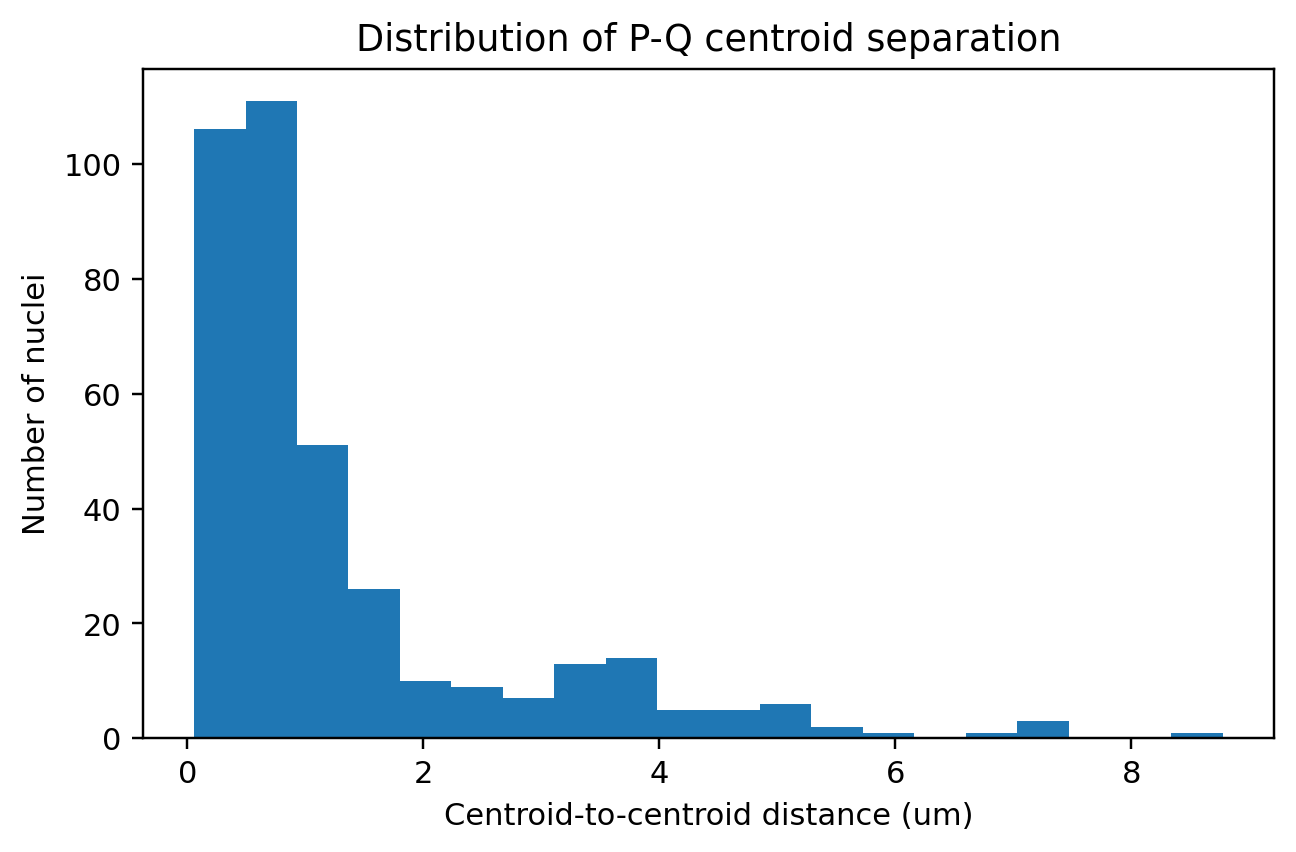 Distribution of P-Q centroid separation
Number of nuclei
100
80
60
40
20
0
0 2 4 6 8
Centroid-to-centroid distance (um)